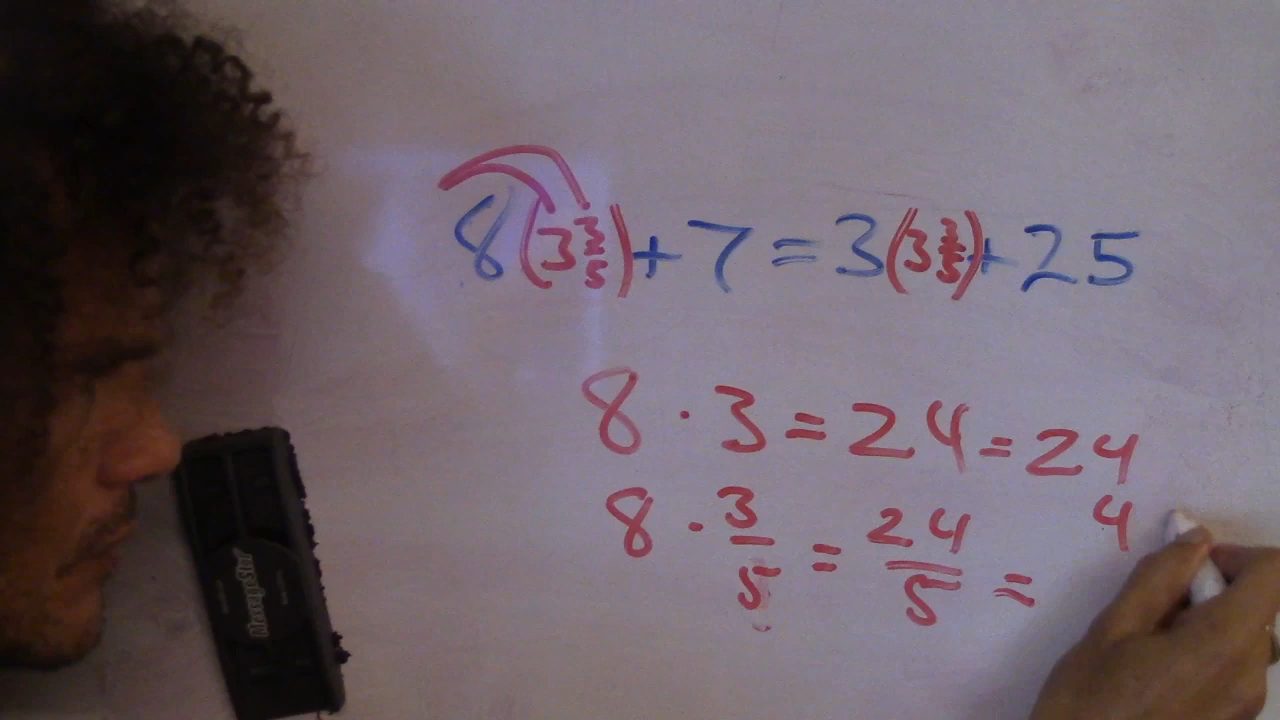 8(3 3/5) + 7 = 3(3 3/5) + 25
8 · 3 = 24 = 24
8 · 3/5 = 24/5 = 4